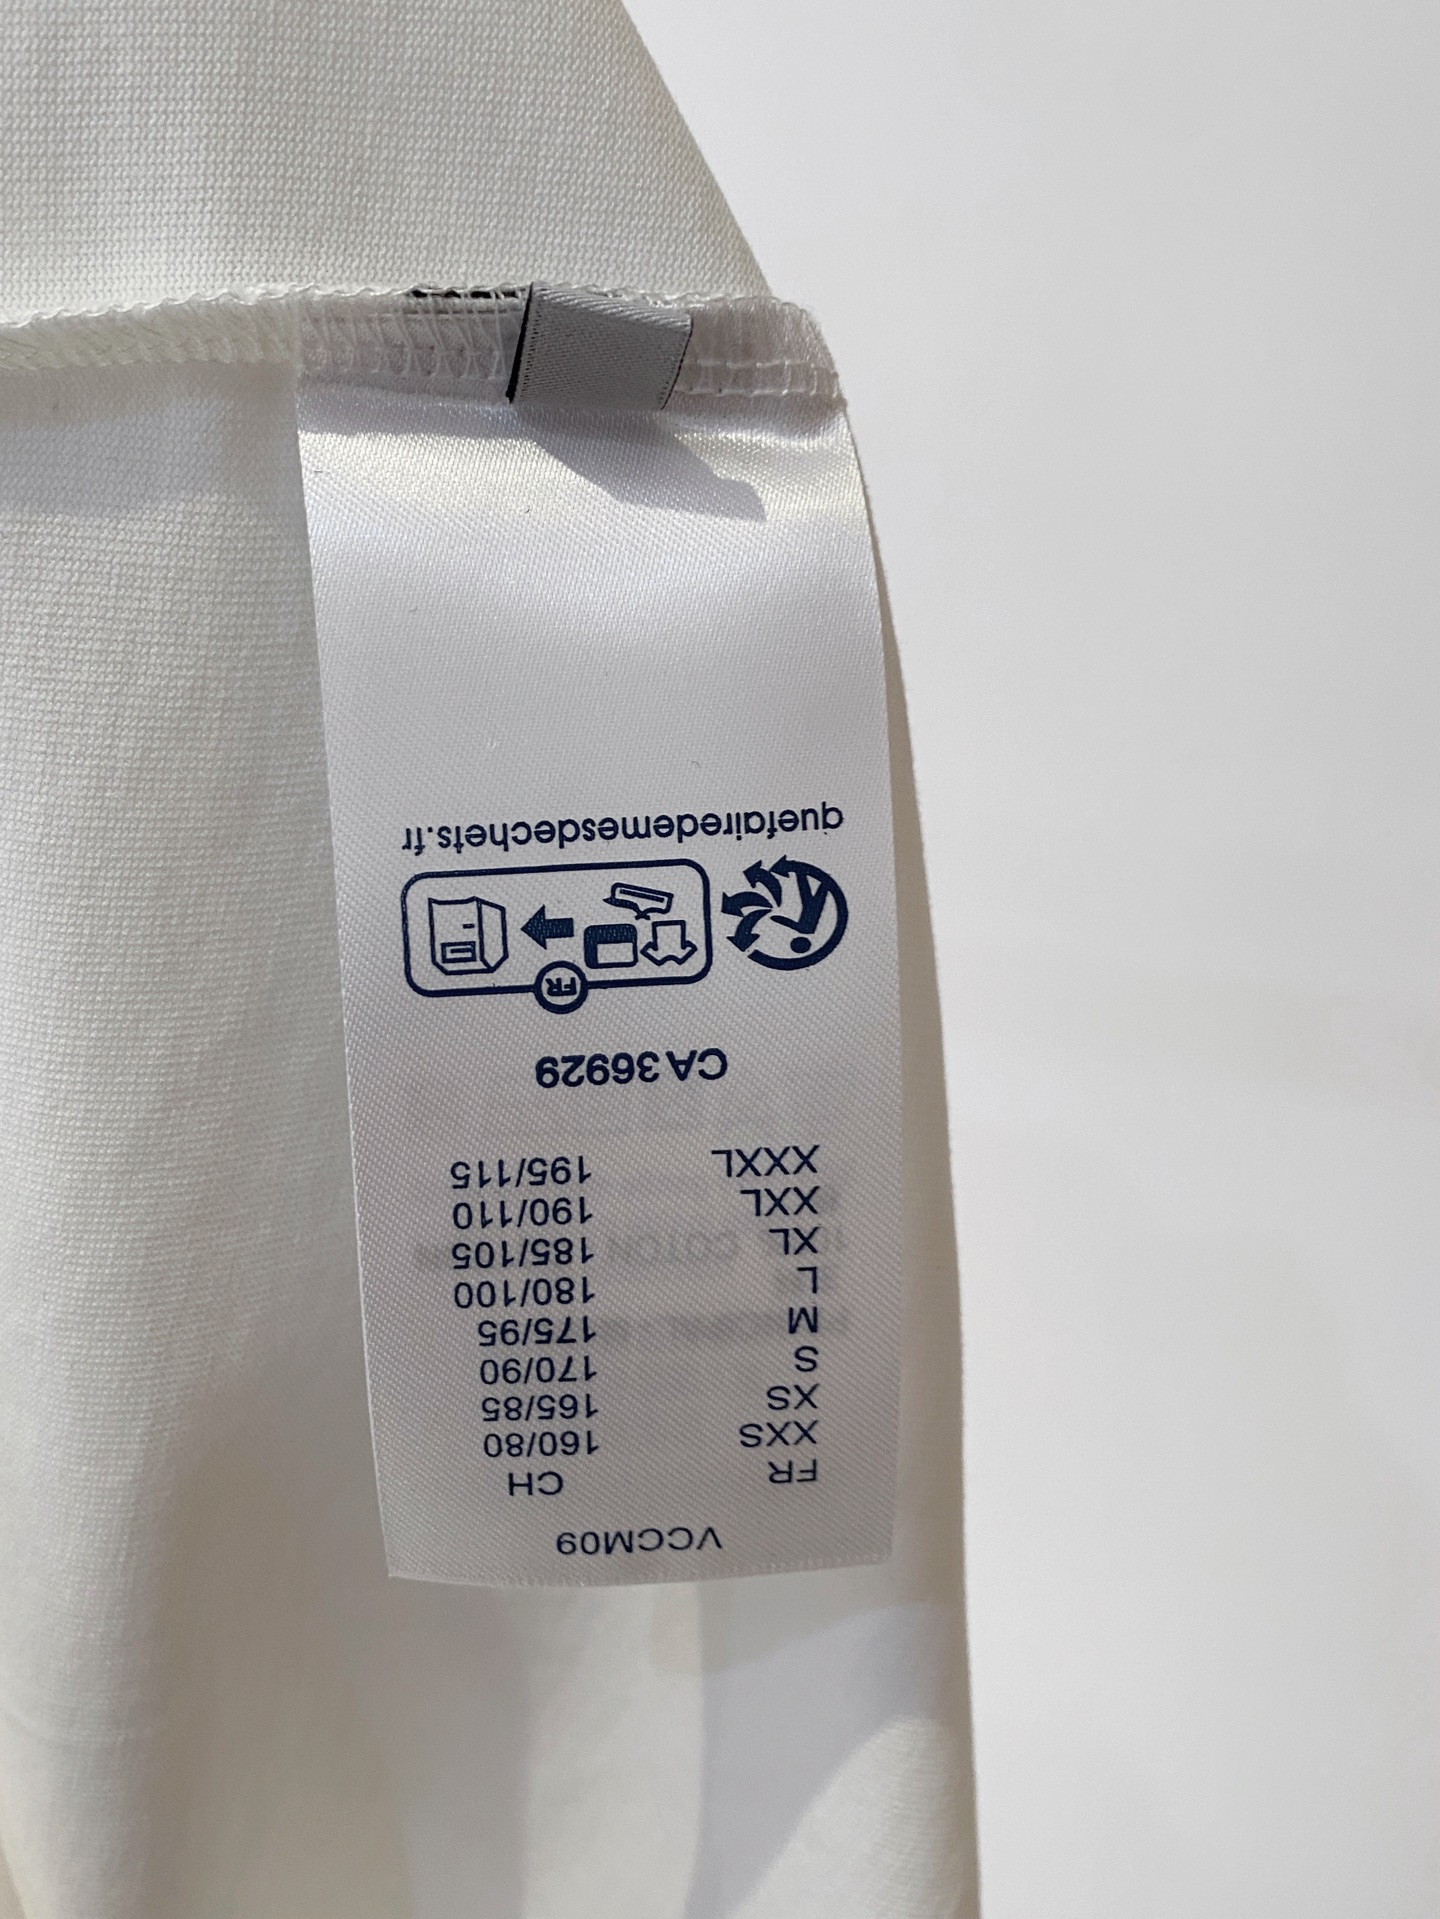 VCCM09
FR CH
XXS 160/80
XS 165/85
S 170/90
M 175/95
L 180/100
XL 185/105
XXL 190/110
XXXL 195/115
CA 36929
FR
quefairedemesdechets.fr